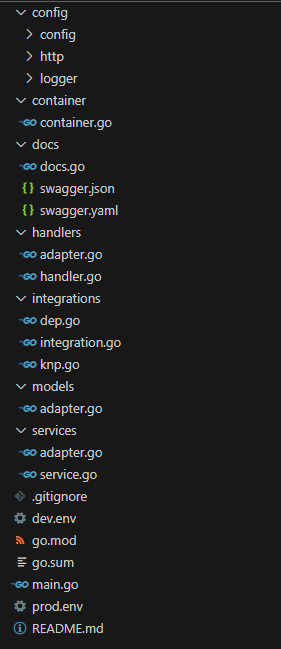 config
config
http
logger
container
container.go
docs
docs.go
swagger.json
swagger.yaml
handlers
adapter.go
handler.go
integrations
dep.go
integration.go
knp.go
models
adapter.go
services
adapter.go
service.go
.gitignore
dev.env
go.mod
go.sum
main.go
prod.env
README.md